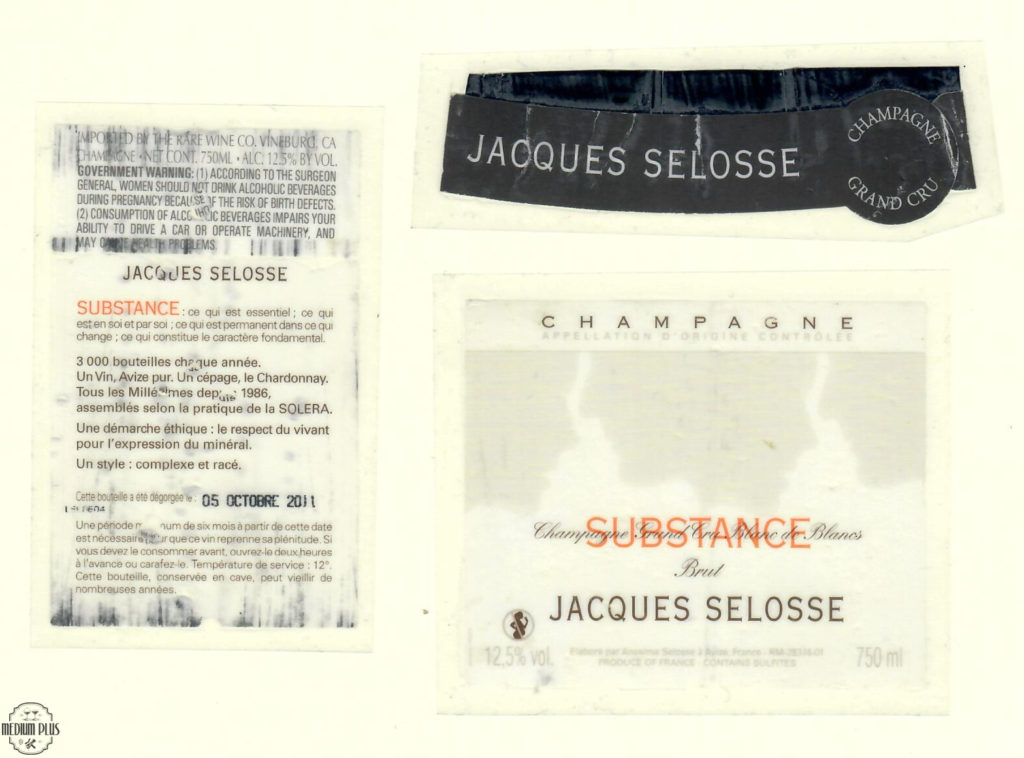 IMPORTED BY THE RARE WINE CO. VINEBURG, CA
CHAMPAGNE • NET CONT. 750ML • ALC. 12.5% BY VOL.
GOVERNMENT WARNING: (1) ACCORDING TO THE SURGEON
GENERAL, WOMEN SHOULD NOT DRINK ALCOHOLIC BEVERAGES
DURING PREGNANCY BECAUSE OF THE RISK OF BIRTH DEFECTS.
(2) CONSUMPTION OF ALCOHOLIC BEVERAGES IMPAIRS YOUR
ABILITY TO DRIVE A CAR OR OPERATE MACHINERY, AND
MAY CAUSE HEALTH PROBLEMS
JACQUES SELOSSE
SUBSTANCE : ce qui est essentiel ; ce qui
est en soi et par soi ; ce qui est permanent dans ce qui
change ; ce qui constitue le caractère fondamental.
3 000 bouteilles chaque année.
Un Vin, Avize pur. Un cépage, le Chardonnay.
Tous les Millésimes depuis 1986,
assemblés selon la pratique de la SOLERA.
Une démarche éthique : le respect du vivant
pour l'expression du minéral.
Un style : complexe et racé.
Cette bouteille a été dégorgée le : 05 OCTOBRE 2011
Une période minimum de six mois à partir de cette date
est nécessaire pour que ce vin reprenne sa plénitude. Si
vous devez le consommer avant, ouvrez-le deux heures
à l'avance ou carafez-le. Température de service : 12°.
Cette bouteille, conservée en cave, peut vieillir de
nombreuses années.
JACQUES SELOSSE
CHAMPAGNE
GRAND CRU
CHAMPAGNE
APPELLATION D'ORIGINE CONTRÔLÉE
SUBSTANCE
Champagne Grand Cru Blanc de Blancs
Brut
JACQUES SELOSSE
12,5% vol.
Elaboré par Anselme Selosse à Avize, France
PRODUCE OF FRANCE - CONTAINS SULFITES
750 ml
MEDIUM PLUS